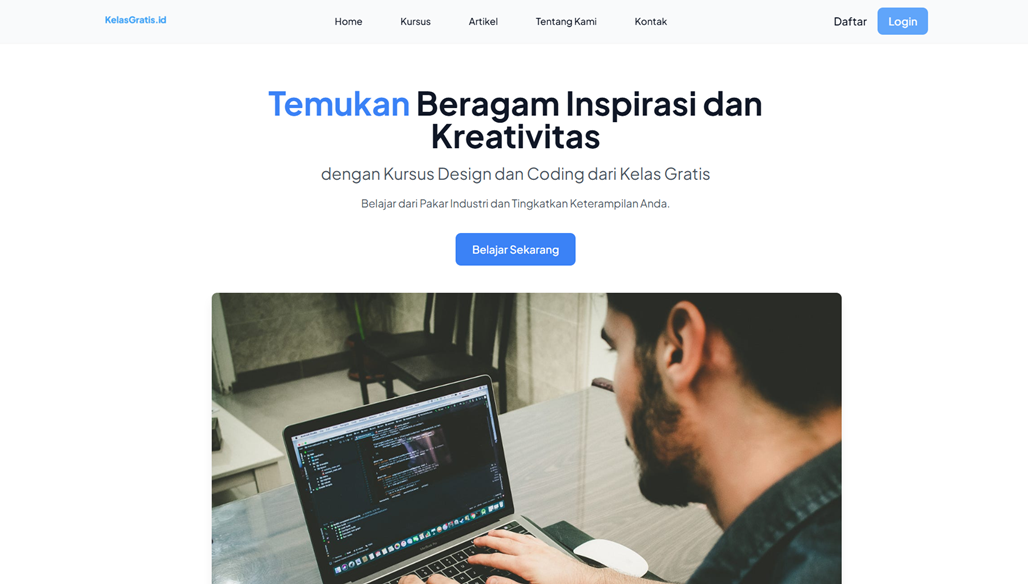 KelasGratis.id
Home Kursus Artikel Tentang Kami Kontak
Daftar Login
Temukan Beragam Inspirasi dan
Kreativitas
dengan Kursus Design dan Coding dari Kelas Gratis
Belajar dari Pakar Industri dan Tingkatkan Keterampilan Anda.
Belajar Sekarang